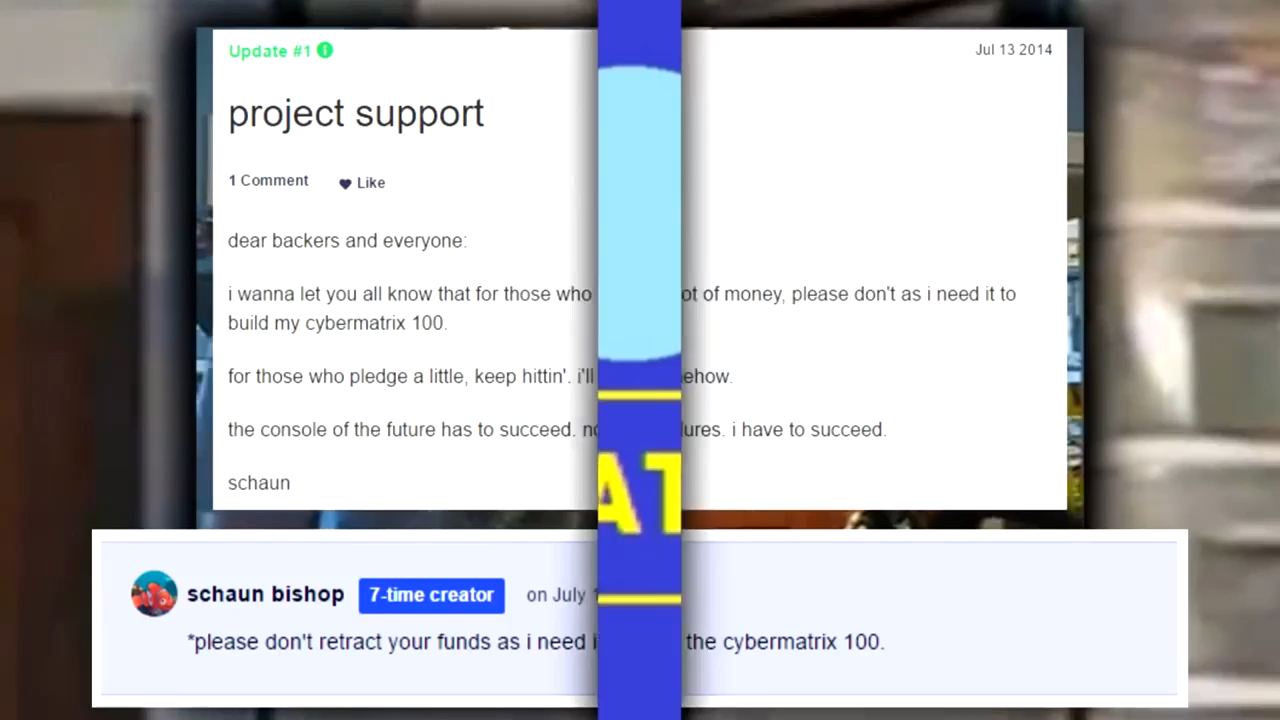 Update #1
Jul 13 2014
project support
1 Comment
Like
dear backers and everyone:
i wanna let you all know that for those who ot of money, please don't as i need it to
build my cybermatrix 100.
for those who pledge a little, keep hittin'. i'll ehow.
the console of the future has to succeed. lures. i have to succeed.
schaun
AT
schaun bishop 7-time creator on July
*please don't retract your funds as i need the cybermatrix 100.